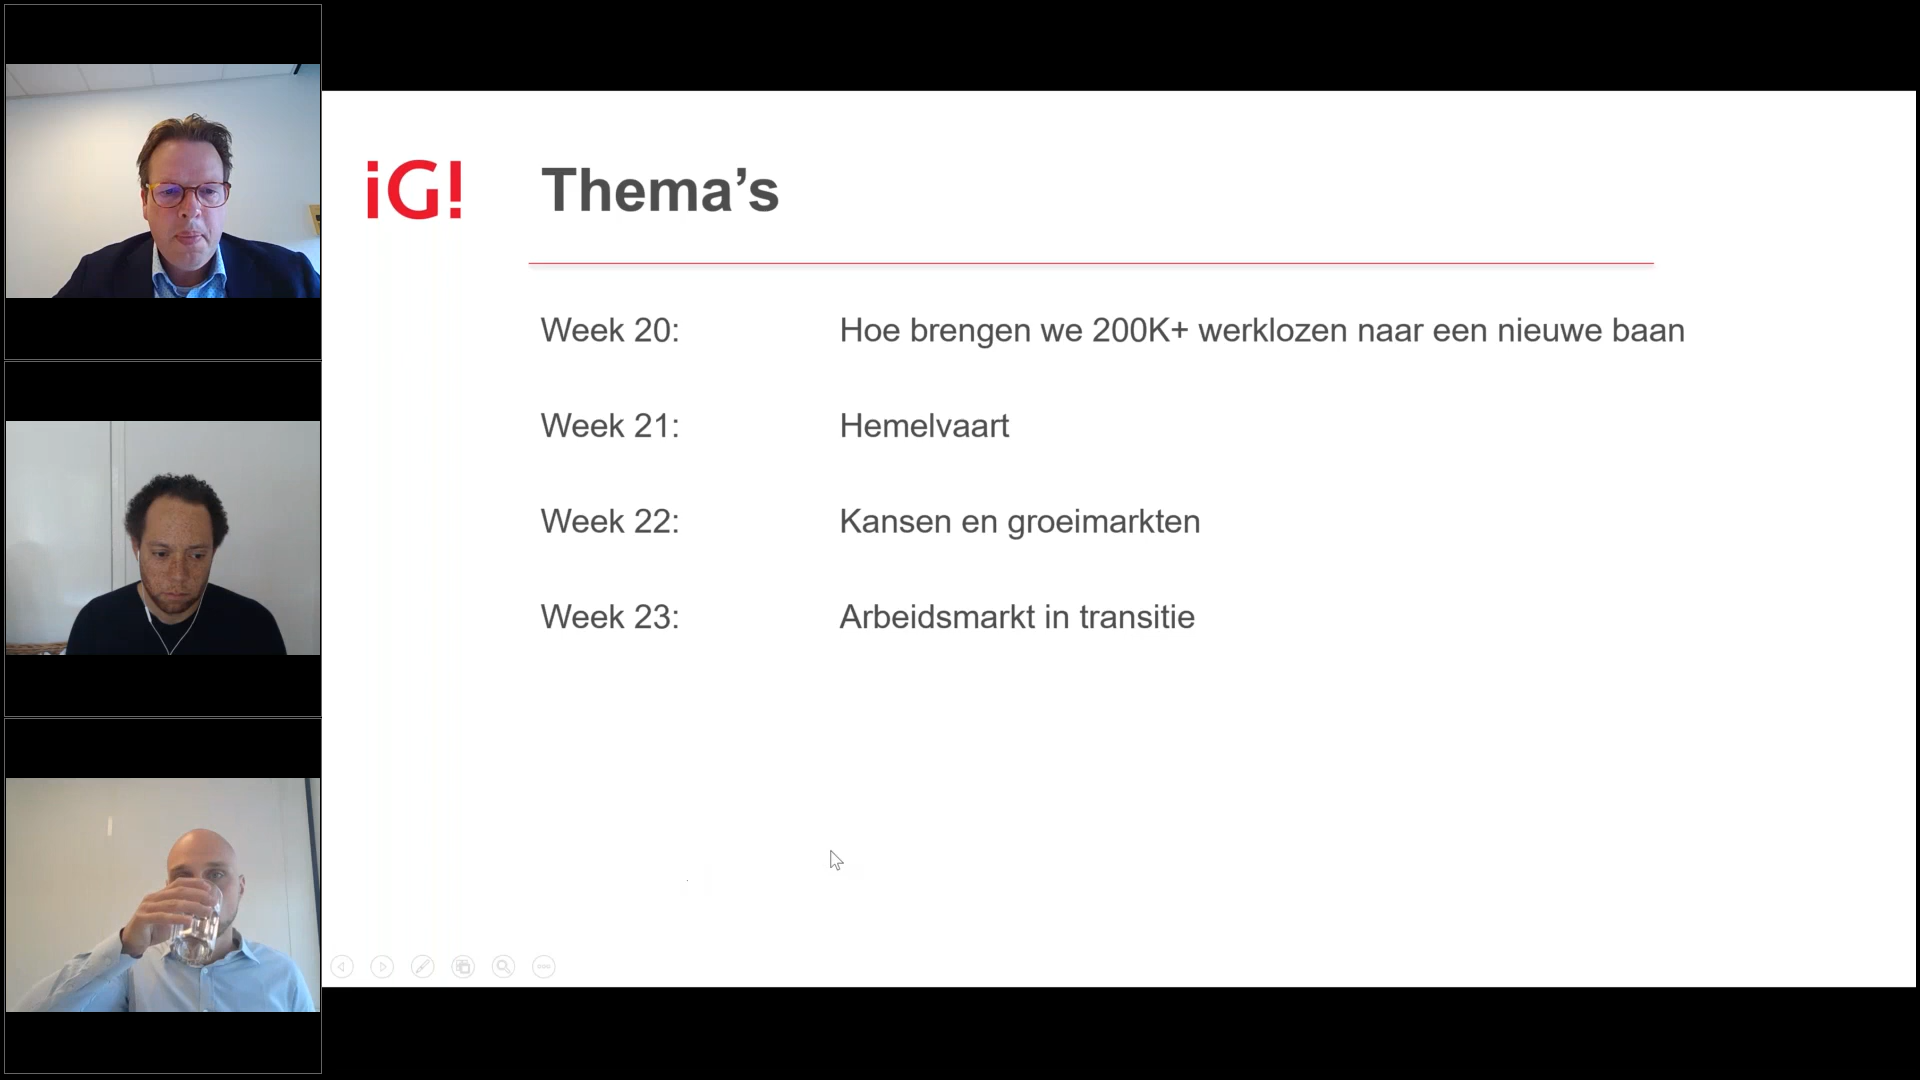 iG!
Thema’s
Week 20: Hoe brengen we 200K+ werklozen naar een nieuwe baan
Week 21: Hemelvaart
Week 22: Kansen en groeimarkten
Week 23: Arbeidsmarkt in transitie